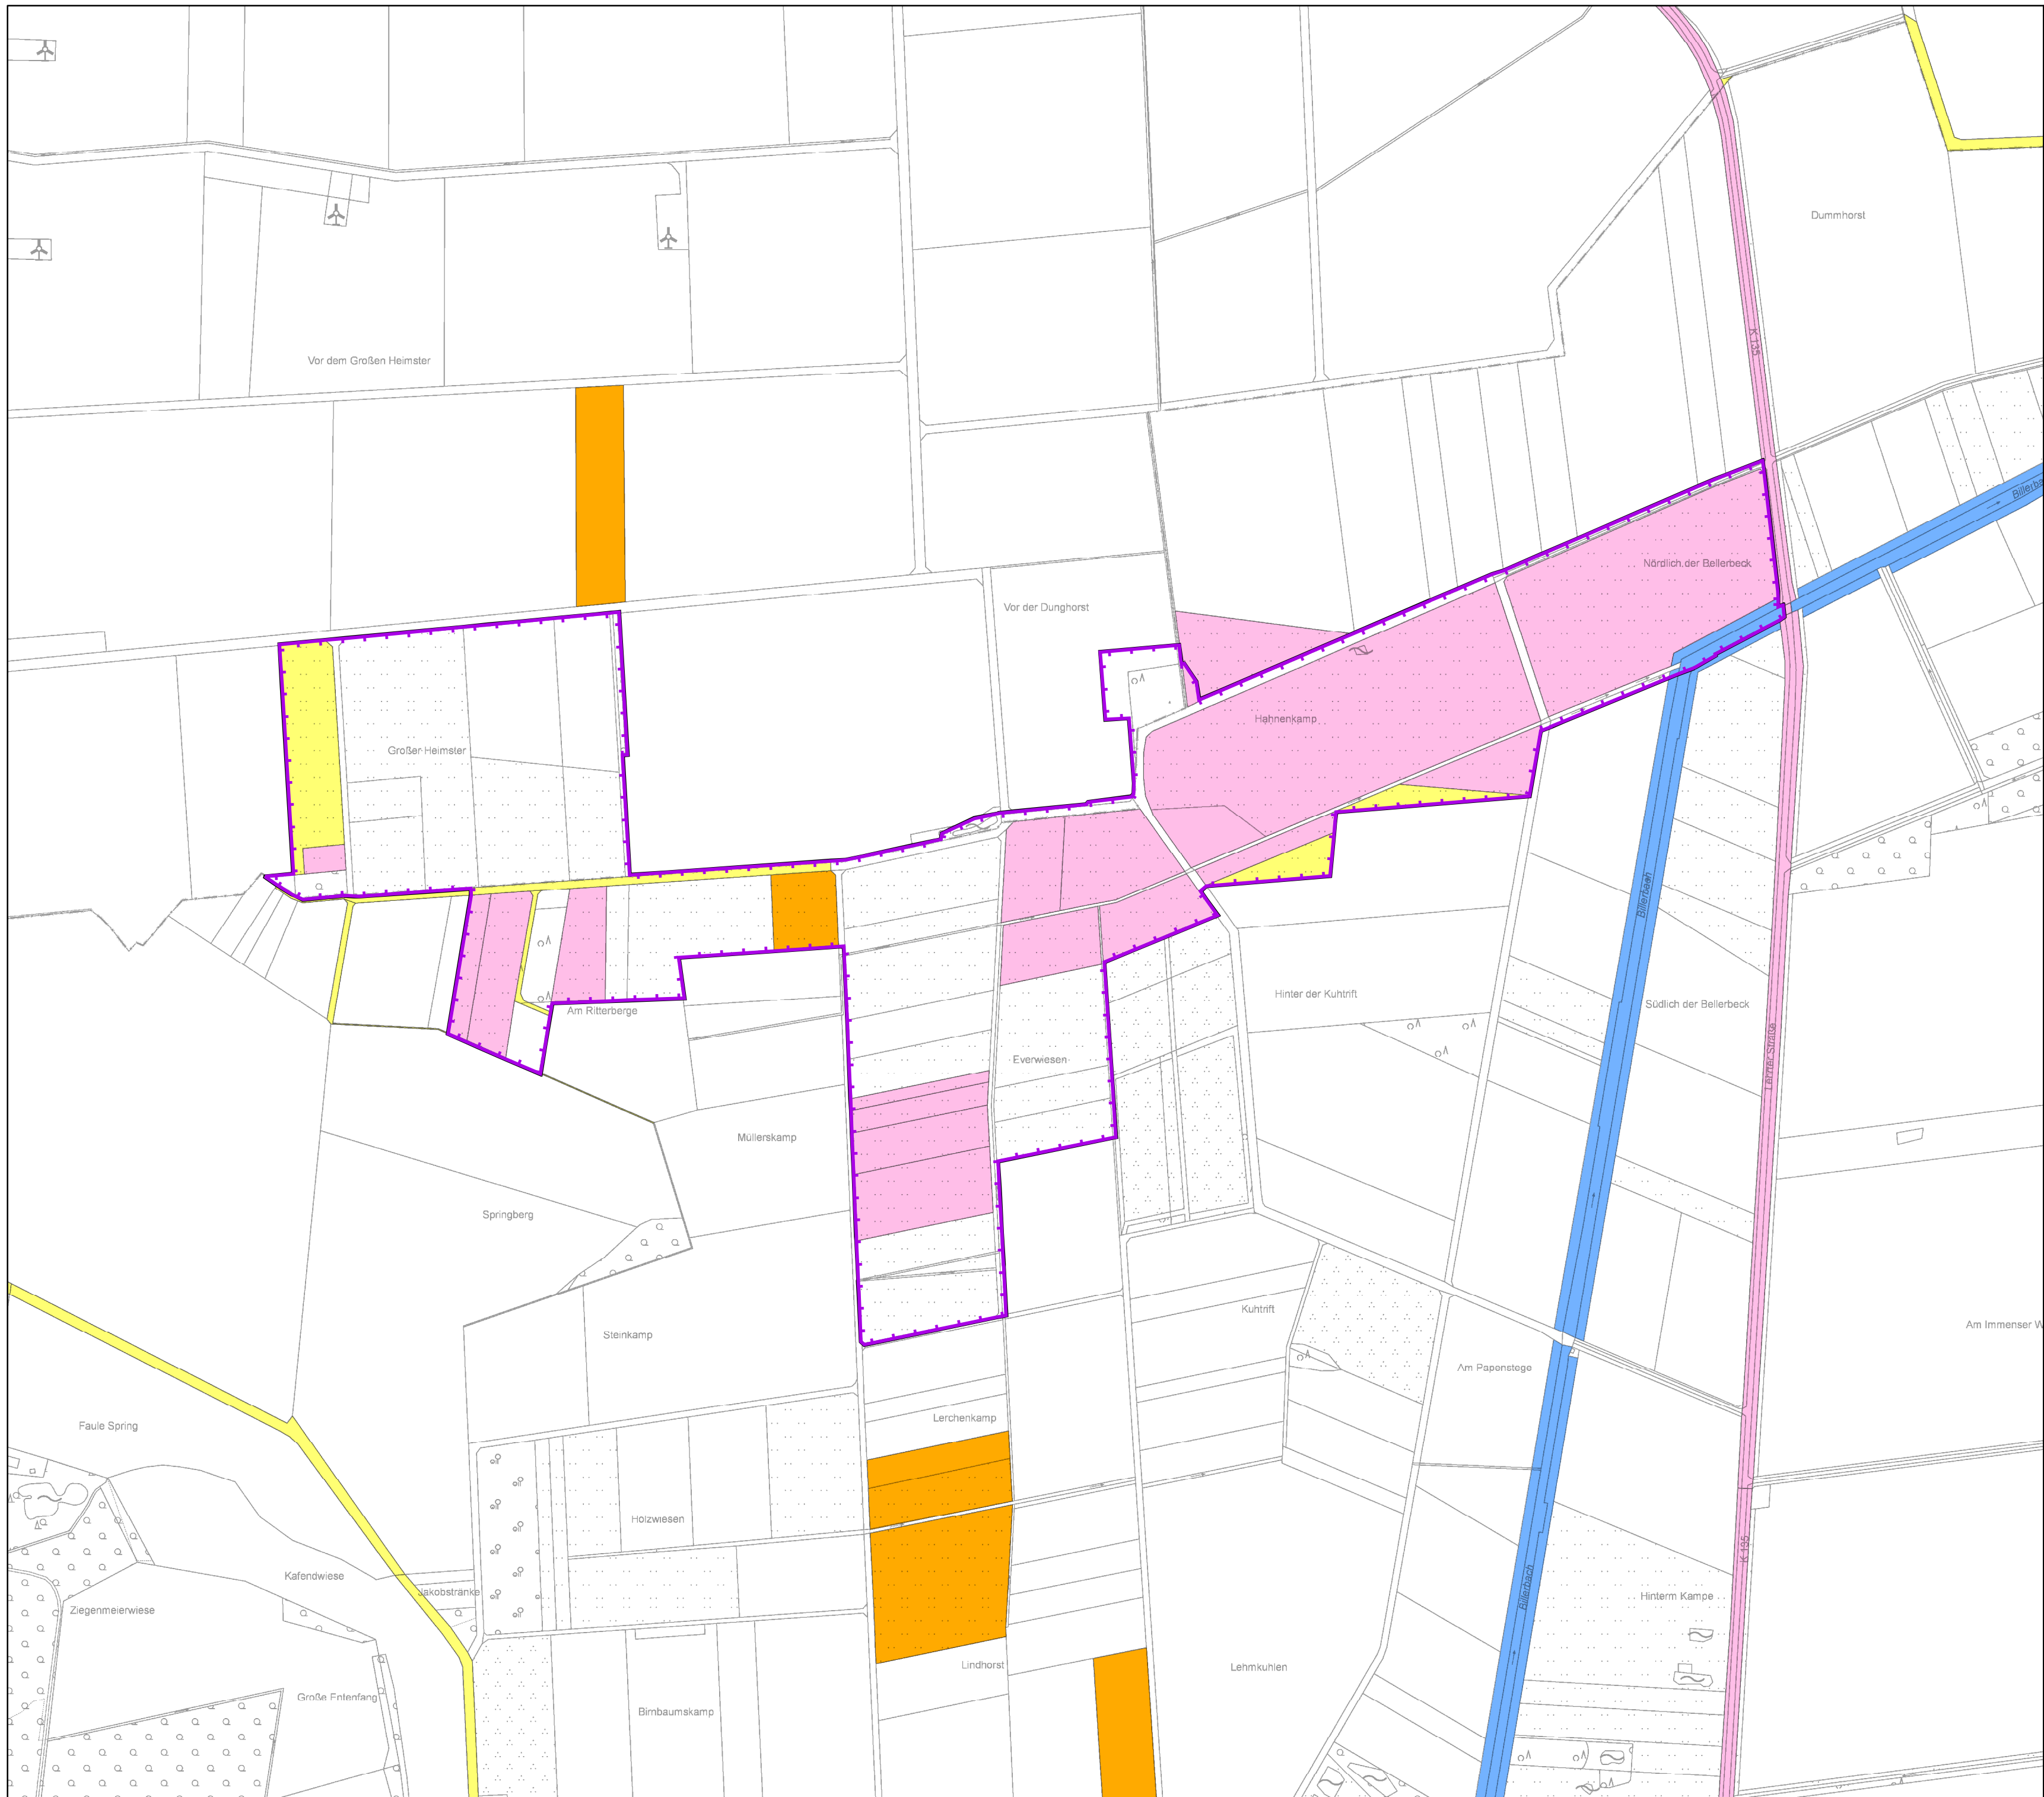 Dummhorst
K 135
Vor dem Großen Heimster
Nördlich der Bellerbeck
Vor der Dunghorst
Hahnenkamp
Großer Heimster
Billerbach
Hinter der Kuhtrift
Südlich der Bellerbeck
Am Ritterberge
Everwiesen
Letzter Straße
Müllerskamp
Springberg
Kuhtrift
Am Immenser W
Steinkamp
Am Papenstege
Lerchenkamp
Faule Spring
Holzwiesen
K 135
Kafendwiese
Jakobstränke
Billerbach
Hinterm Kampe
Ziegenmeierwiese
Lindhorst
Lehmkuhlen
Große Entenfang
Birnbaumskamp